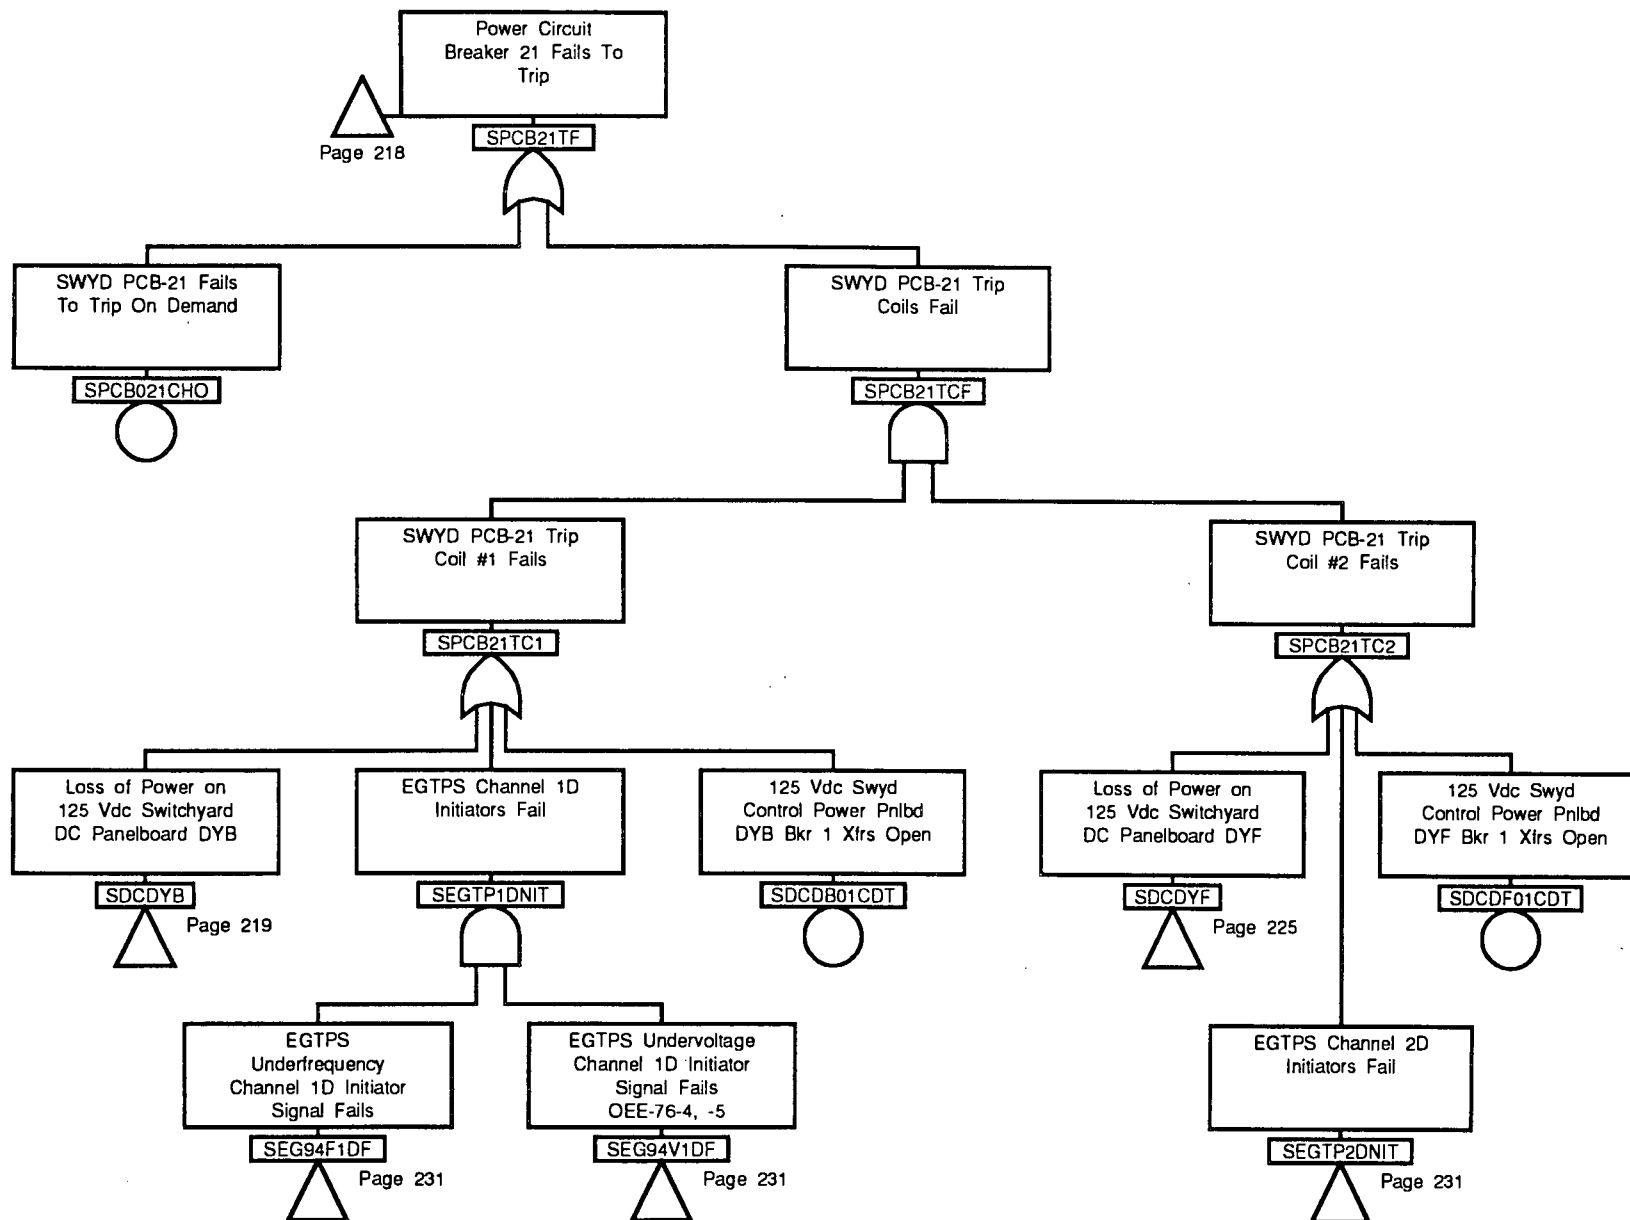 Power Circuit
Breaker 21 Fails To
Trip
SPCB21TF
Page 218
SWYD PCB-21 Fails
To Trip On Demand
SPCB021CHO
SWYD PCB-21 Trip
Coils Fail
SPCB21TCF
SWYD PCB-21 Trip
Coil #1 Fails
SPCB21TC1
SWYD PCB-21 Trip
Coil #2 Fails
SPCB21TC2
Loss of Power on
125 Vdc Switchyard
DC Panelboard DYB
SDCDYB
Page 219
EGTPS Channel 1D
Initiators Fail
SEGTP1DNIT
125 Vdc Swyd
Control Power Pnlbd
DYB Bkr 1 Xfrs Open
SDCDB01CDT
Loss of Power on
125 Vdc Switchyard
DC Panelboard DYF
SDCDYF
Page 225
125 Vdc Swyd
Control Power Pnlbd
DYF Bkr 1 Xfrs Open
SDCDF01CDT
EGTPS
Underfrequency
Channel 1D Initiator
Signal Fails
SEG94F1DF
Page 231
EGTPS Undervoltage
Channel 1D Initiator
Signal Fails
OEE-76-4, -5
SEG94V1DF
Page 231
EGTPS Channel 2D
Initiators Fail
SEGTP2DNIT
Page 231